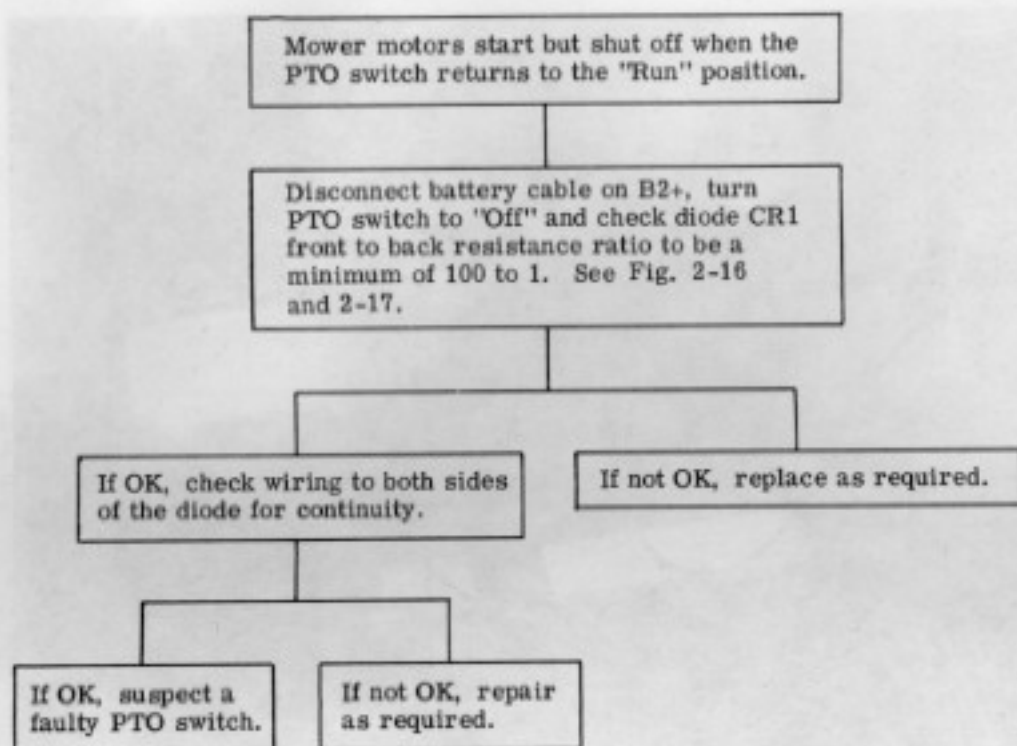 Mower motors start but shut off when the
PTO switch returns to the "Run" position.
Disconnect battery cable on B2+, turn
PTO switch to "Off" and check diode CR1
front to back resistance ratio to be a
minimum of 100 to 1. See Fig. 2-16
and 2-17.
If OK, check wiring to both sides
of the diode for continuity.
If not OK, replace as required.
If OK, suspect a
faulty PTO switch.
If not OK, repair
as required.